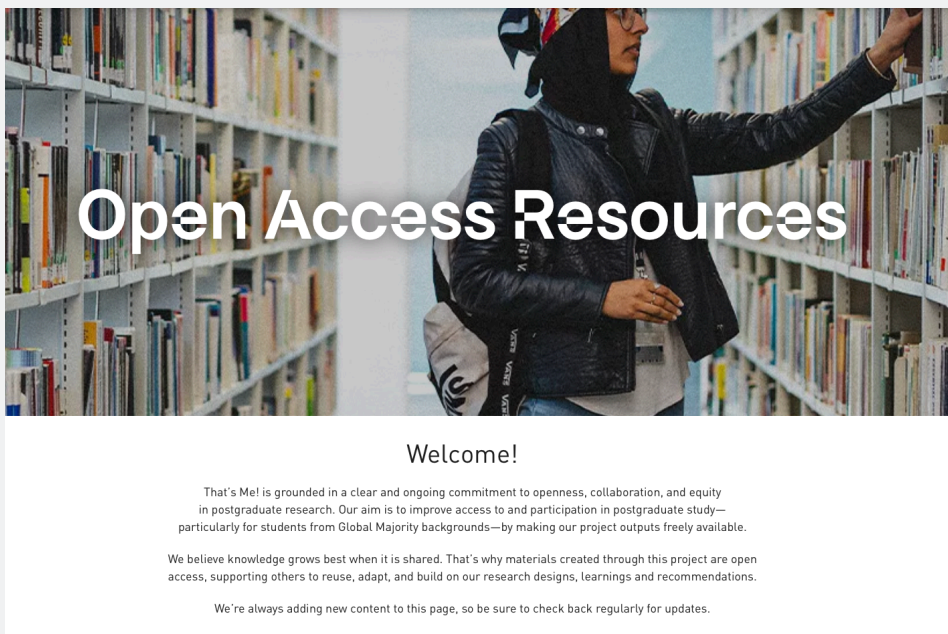 Open Access Resources
VANS
VANS
VANS
Welcome!
That's Me! is grounded in a clear and ongoing commitment to openness, collaboration, and equity
in postgraduate research. Our aim is to improve access to and participation in postgraduate study—
particularly for students from Global Majority backgrounds—by making our project outputs freely available.
We believe knowledge grows best when it is shared. That's why materials created through this project are open
access, supporting others to reuse, adapt, and build on our research designs, learnings and recommendations.
We're always adding new content to this page, so be sure to check back regularly for updates.